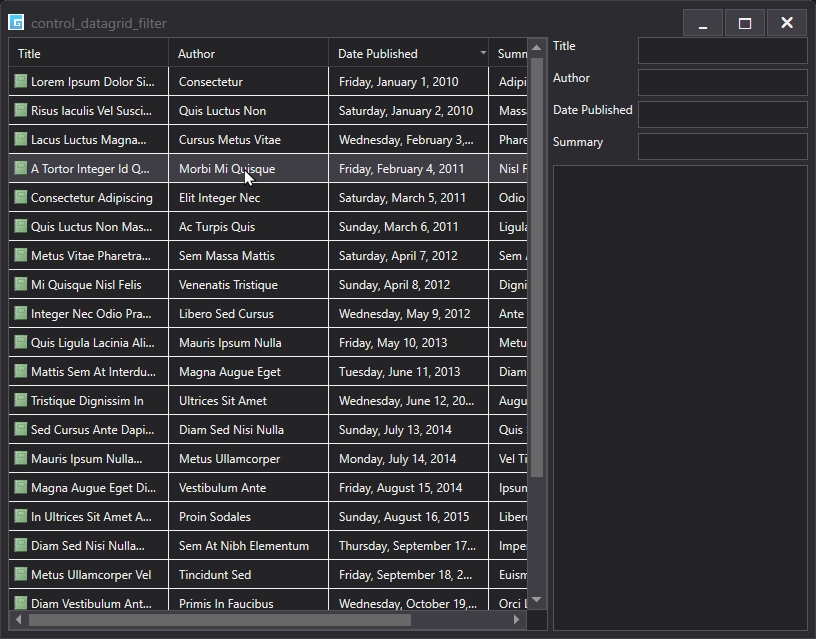 control_datagrid_filter
Title Author Date Published Summ
Lorem Ipsum Dolor Si... Consectetur Friday, January 1, 2010 Adipi
Risus Iaculis Vel Susci... Quis Luctus Non Saturday, January 2, 2010 Mass
Lacus Luctus Magna... Cursus Metus Vitae Wednesday, February 3,... Phare
A Tortor Integer Id Q... Morbi Mi Quisque Friday, February 4, 2011 Nisl F
Consectetur Adipiscing Elit Integer Nec Saturday, March 5, 2011 Odio
Quis Luctus Non Mas... Ac Turpis Quis Sunday, March 6, 2011 Ligula
Metus Vitae Pharetra... Sem Massa Mattis Saturday, April 7, 2012 Sem
Mi Quisque Nisl Felis Venenatis Tristique Sunday, April 8, 2012 Digni
Integer Nec Odio Pra... Libero Sed Cursus Wednesday, May 9, 2012 Ante
Quis Ligula Lacinia Ali... Mauris Ipsum Nulla Friday, May 10, 2013 Metu
Mattis Sem At Interdu... Magna Augue Eget Tuesday, June 11, 2013 Diam
Tristique Dignissim In Ultrices Sit Amet Wednesday, June 12, 20... Augu
Sed Cursus Ante Dapi... Diam Sed Nisi Nulla Sunday, July 13, 2014 Quis
Mauris Ipsum Nulla... Metus Ullamcorper Monday, July 14, 2014 Vel Ti
Magna Augue Eget Di... Vestibulum Ante Friday, August 15, 2014 Ipsun
In Ultrices Sit Amet A... Proin Sodales Sunday, August 16, 2015 Liber
Diam Sed Nisi Nulla... Sem At Nibh Elementum Thursday, September 17... Impe
Metus Ullamcorper Vel Tincidunt Sed Friday, September 18, 2... Euism
Diam Vestibulum Ant... Primis In Faucibus Wednesday, October 19,... Orci L
Title
Author
Date Published
Summary